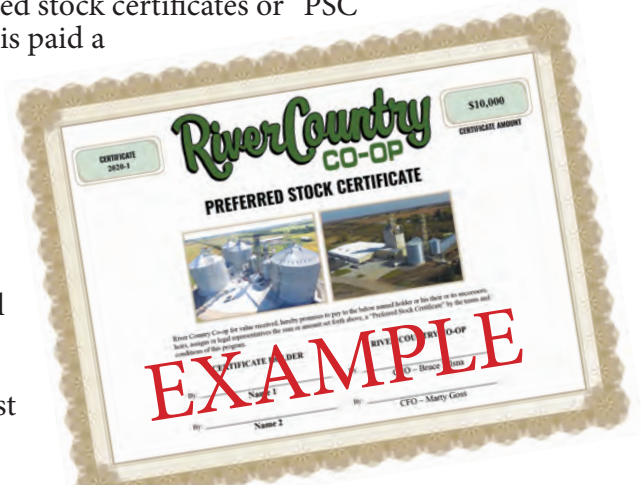 ed stock certificates or "PSC
is paid a
CERTIFICATE
2020-1
River Country
CO-OP
$10,000
CERTIFICATE AMOUNT
PREFERRED STOCK CERTIFICATE
River Country Co-op for value received, hereby promises to pay to the below named holder or his their or its successors,
heirs, assigns or legal representatives the sum or amount set forth above, a "Preferred Stock Certificate" by the terms and
conditions of this program.
EXAMPLE
CERTIFICATE HOLDER
RIVER COUNTRY CO-OP
By: Name 1
By: CEO – Bruce
By: Name 2
By: CFO – Marty Goss
l
st